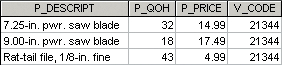 P_DESCRIPT P_QOH P_PRICE V_CODE
7.25-in. pwr. saw blade 32 14.99 21344
9.00-in. pwr. saw blade 18 17.49 21344
Rat-tail file, 1/8-in. fine 43 4.99 21344